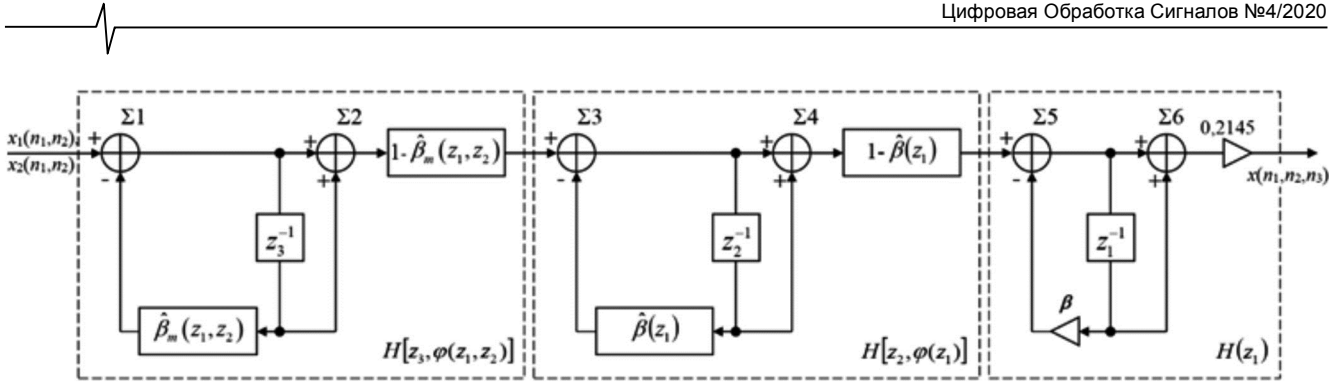 Цифровая Обработка Сигналов №4/2020
Σ1 Σ2 Σ3 Σ4 Σ5 Σ6
x₁(n₁,n₂) + + 1- β̂ₘ(z₁,z₂) + + 1- β̂(z₁) + + 0,2145
x₂(n₁,n₂) - + - + - + x(n₁,n₂,n₃)
z₃⁻¹ z₂⁻¹ z₁⁻¹
β̂ₘ(z₁,z₂) β̂(z₁) β
H[z₃,φ(z₁,z₂)] H[z₂,φ(z₁)] H(z₁)